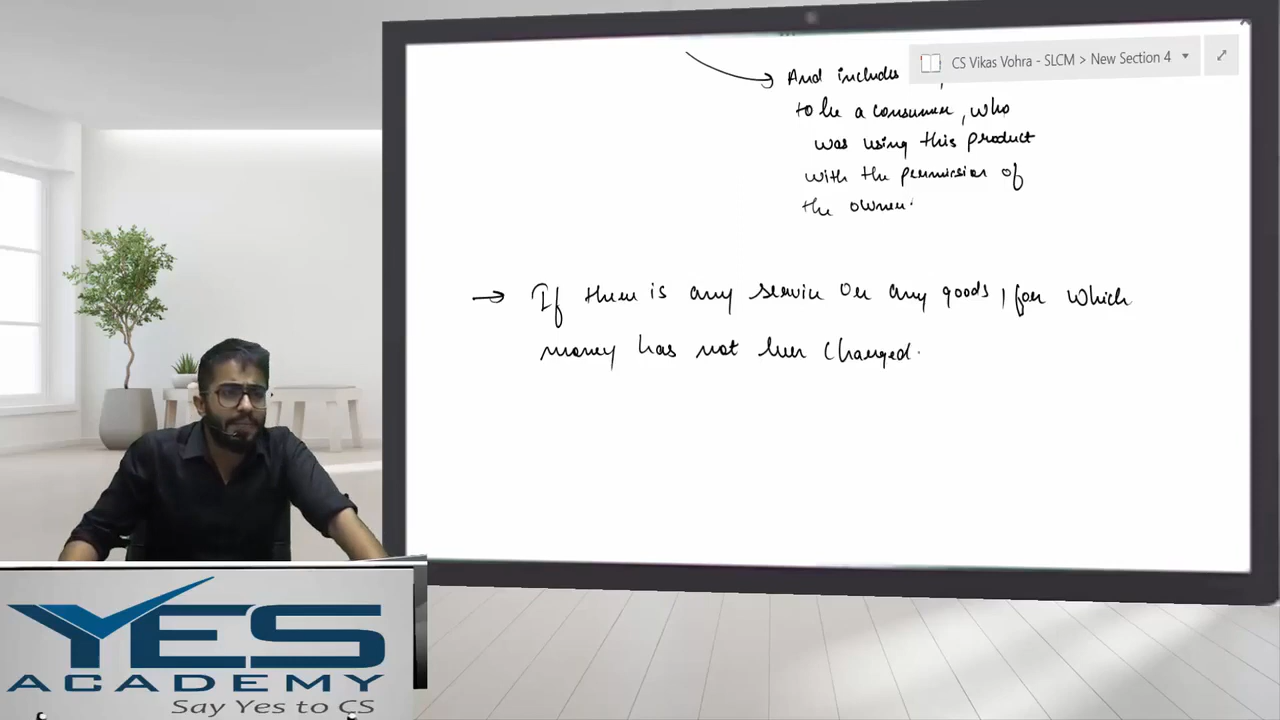 CS Vikas Vohra - SLCM > New Section 4
And includes
to be a consumer, who
was using this product
with the permission of
the owner.
→ If there is any service or any goods, for which
money has not been charged.
YES
ACADEMY
Say Yes to CS